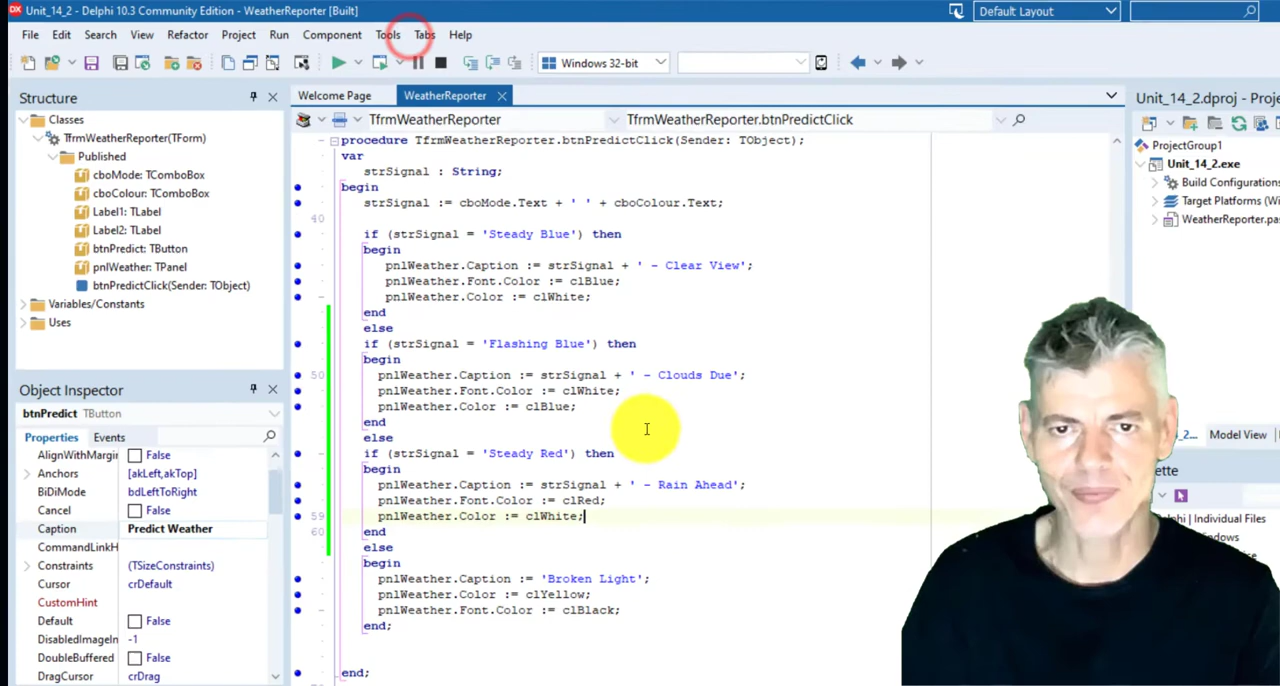 Unit_14_2 - Delphi 10.3 Community Edition - WeatherReporter [Built]
Default Layout
File Edit Search View Refactor Project Run Component Tools Tabs Help
Windows 32-bit
Structure
Welcome Page
WeatherReporter
Unit_14_2.dproj - Proje
Classes
TfrmWeatherReporter
TfrmWeatherReporter.btnPredictClick
TfrmWeatherReporter(TForm)
Published
cboMode: TComboBox
cboColour: TComboBox
Label1: TLabel
Label2: TLabel
btnPredict: TButton
pnlWeather: TPanel
btnPredictClick(Sender: TObject)
Variables/Constants
Uses
ProjectGroup1
Unit_14_2.exe
Build Configurations
Target Platforms (Wi
WeatherReporter.pas
procedure TfrmWeatherReporter.btnPredictClick(Sender: TObject);
var
strSignal : String;
begin
strSignal := cboMode.Text + ' ' + cboColour.Text;
40
if (strSignal = 'Steady Blue') then
begin
pnlWeather.Caption := strSignal + ' - Clear View';
pnlWeather.Font.Color := clBlue;
pnlWeather.Color := clWhite;
end
else
if (strSignal = 'Flashing Blue') then
begin
50 pnlWeather.Caption := strSignal + ' - Clouds Due';
pnlWeather.Font.Color := clWhite;
pnlWeather.Color := clBlue;
end
else
if (strSignal = 'Steady Red') then
begin
pnlWeather.Caption := strSignal + ' - Rain Ahead';
pnlWeather.Font.Color := clRed;
59 pnlWeather.Color := clWhite;
60 end
else
begin
pnlWeather.Caption := 'Broken Light';
pnlWeather.Color := clYellow;
pnlWeather.Font.Color := clBlack;
end;
end;
Object Inspector
btnPredict TButton
Properties Events
AlignWithMargin False
Anchors [akLeft,akTop]
BiDiMode bdLeftToRight
Cancel False
Caption Predict Weather
CommandLinkH
Constraints (TSizeConstraints)
Cursor crDefault
CustomHint
Default False
DisabledImageIn -1
DoubleBuffered False
DragCursor crDrag
_2... Model View
ette
elphi | Individual Files
indows